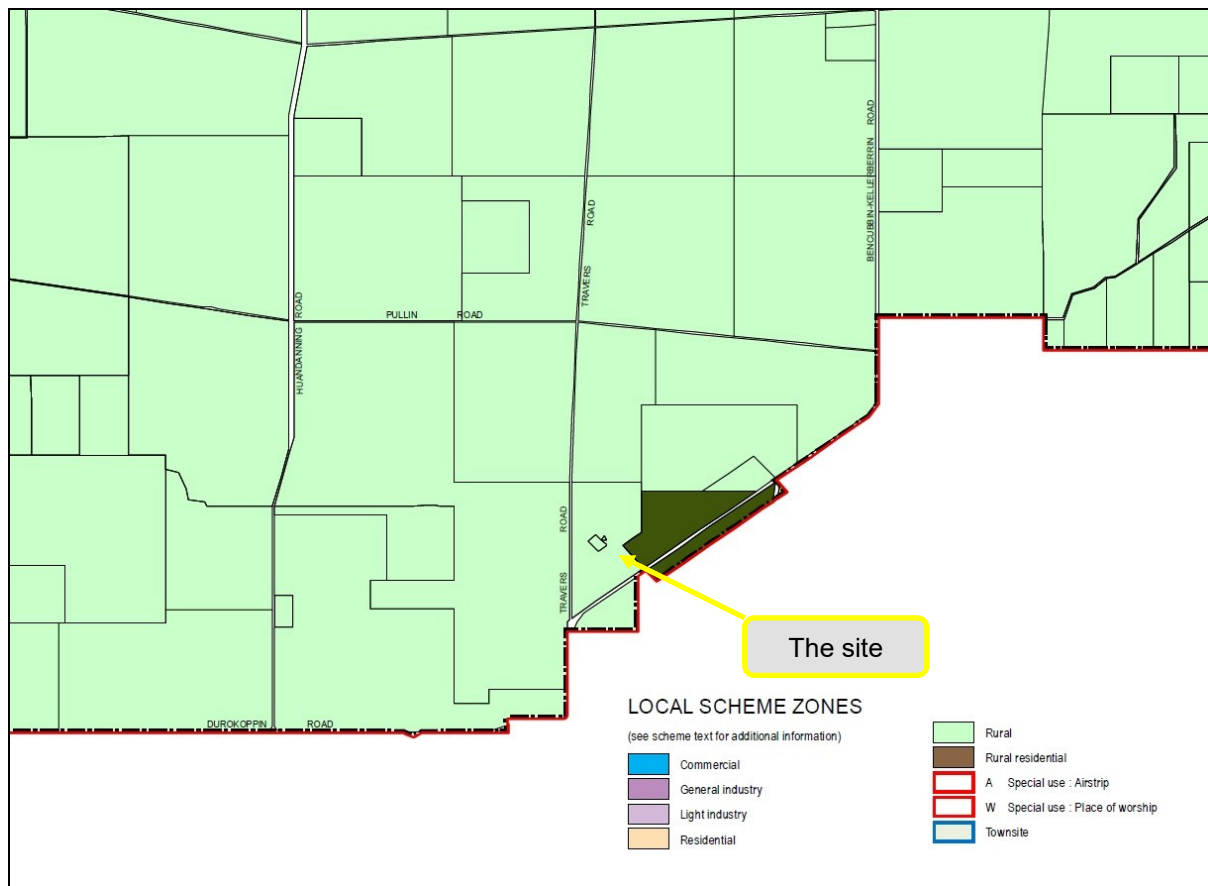 BENCUBBIN-KELLERBERRIN ROAD
TRAVERS ROAD
HUANDANNING ROAD
PULLIN ROAD
TRAVERS ROAD
The site
DUROKOPPIN ROAD
LOCAL SCHEME ZONES
(see scheme text for additional information)
Commercial
General industry
Light industry
Residential
Rural
Rural residential
A Special use : Airstrip
W Special use : Place of worship
Townsite